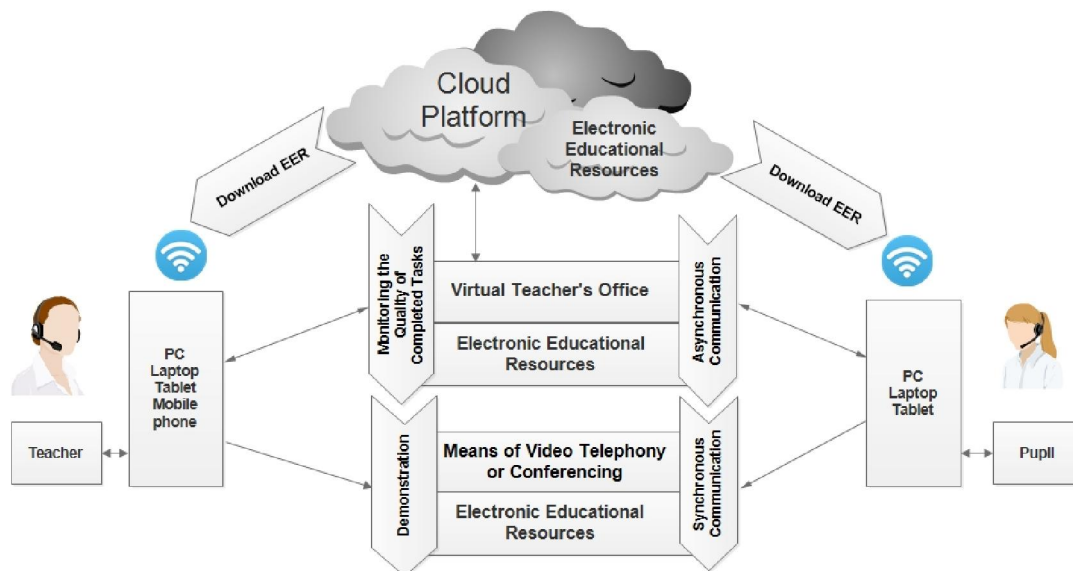 Cloud
Platform
Electronic
Educational
Resources
Download EER
Download EER
Monitoring the
Quality of
Completed Tasks
Virtual Teacher's Office
Electronic Educational
Resources
Asynchronous
Communication
PC
Laptop
Tablet
Mobile
phone
PC
Laptop
Tablet
Teacher
Pupil
Demonstration
Means of Video Telephony
or Conferencing
Electronic Educational
Resources
Synchronous
Communication